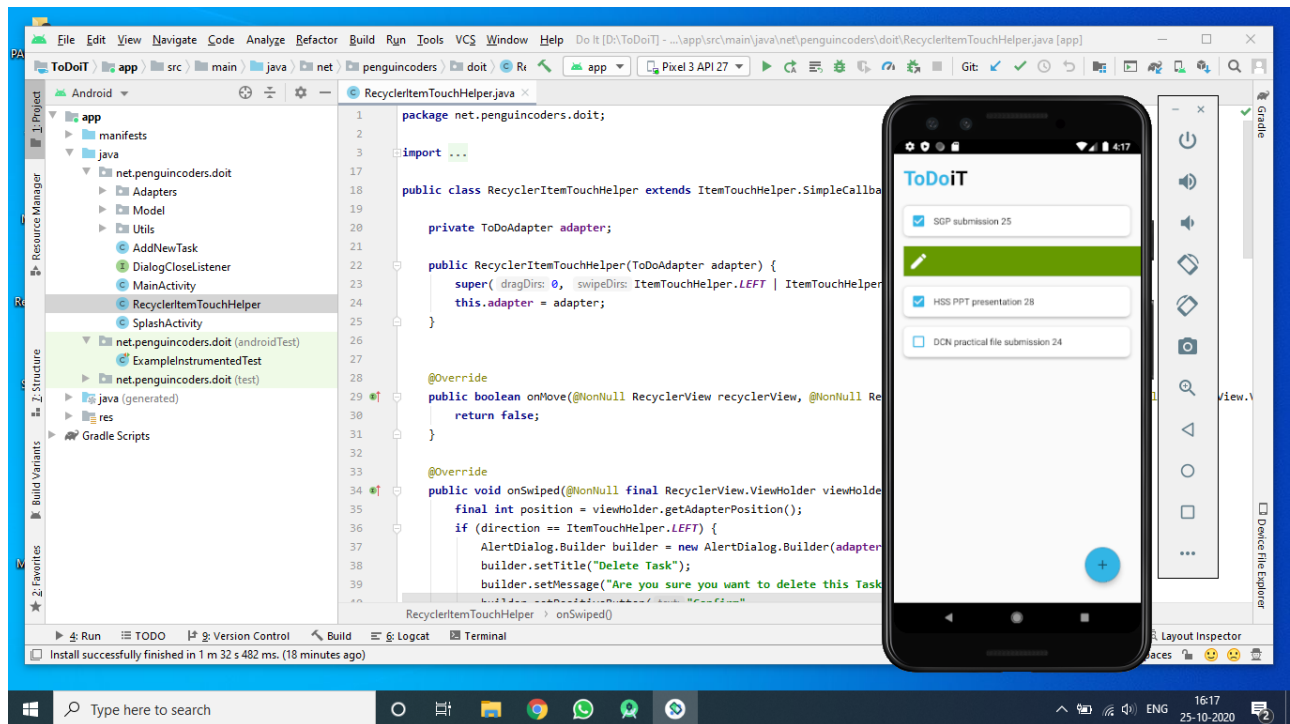 File Edit View Navigate Code Analyze Refactor Build Run Tools VCS Window Help Do It [D:\ToDoiT] - ...\app\src\main\java\net\penguincoders\doit\RecyclerItemTouchHelper.java [app]
ToDoiT app src main java net penguincoders doit Re app Pixel 3 API 27 Git:
1: Project
Resource Manager
Z: Structure
Build Variants
2: Favorites
Android
app
manifests
java
net.penguincoders.doit
Adapters
Model
Utils
AddNewTask
DialogCloseListener
MainActivity
RecyclerItemTouchHelper
SplashActivity
net.penguincoders.doit (androidTest)
ExampleInstrumentedTest
net.penguincoders.doit (test)
java (generated)
res
Gradle Scripts
RecyclerItemTouchHelper.java
1 package net.penguincoders.doit;
2
3 import ...
17
18 public class RecyclerItemTouchHelper extends ItemTouchHelper.SimpleCallba
19
20 private ToDoAdapter adapter;
21
22 public RecyclerItemTouchHelper(ToDoAdapter adapter) {
23 super( dragDirs: 0, swipeDirs: ItemTouchHelper.LEFT | ItemTouchHelper
24 this.adapter = adapter;
25 }
26
27
28 @Override
29 public boolean onMove(@NonNull RecyclerView recyclerView, @NonNull Re
30 return false;
31 }
32
33 @Override
34 public void onSwiped(@NonNull final RecyclerView.ViewHolder viewHolde
35 final int position = viewHolder.getAdapterPosition();
36 if (direction == ItemTouchHelper.LEFT) {
37 AlertDialog.Builder builder = new AlertDialog.Builder(adapter
38 builder.setTitle("Delete Task");
39 builder.setMessage("Are you sure you want to delete this Task
RecyclerItemTouchHelper onSwiped()
4:17
ToDoiT
SGP submission 25
HSS PPT presentation 28
DCN practical file submission 24
+
Gradle
Device File Explorer
4: Run TODO 9: Version Control Build 6: Logcat Terminal Layout Inspector
Install successfully finished in 1 m 32 s 482 ms. (18 minutes ago)
Type here to search
ENG
16:17
25-10-2020
2